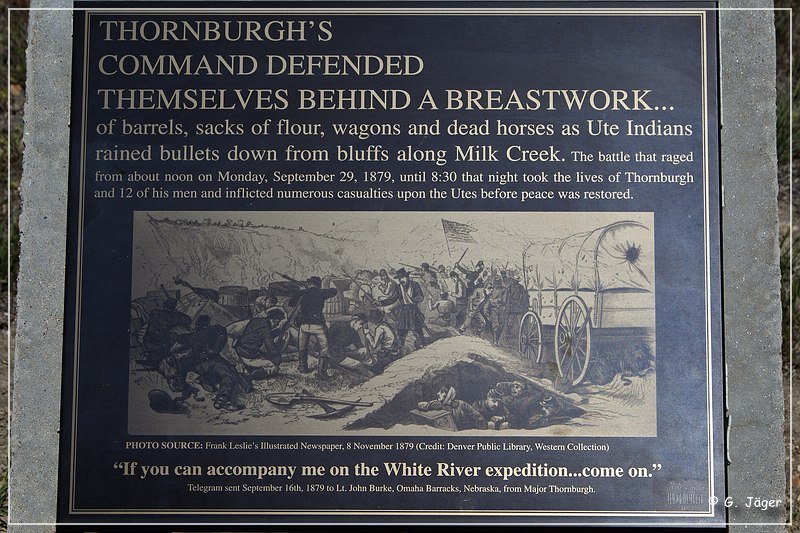 THORNBURGH'S
COMMAND DEFENDED
THEMSELVES BEHIND A BREASTWORK...
of barrels, sacks of flour, wagons and dead horses as Ute Indians
rained bullets down from bluffs along Milk Creek. The battle that raged
from about noon on Monday, September 29, 1879, until 8:30 that night took the lives of Thornburgh
and 12 of his men and inflicted numerous casualties upon the Utes before peace was restored.
PHOTO SOURCE: Frank Leslie's Illustrated Newspaper, 8 November 1879 (Credit: Denver Public Library, Western Collection)
“If you can accompany me on the White River expedition...come on.”
Telegram sent September 16th, 1879 to Lt. John Burke, Omaha Barracks, Nebraska, from Major Thornburgh.
© G. Jäger